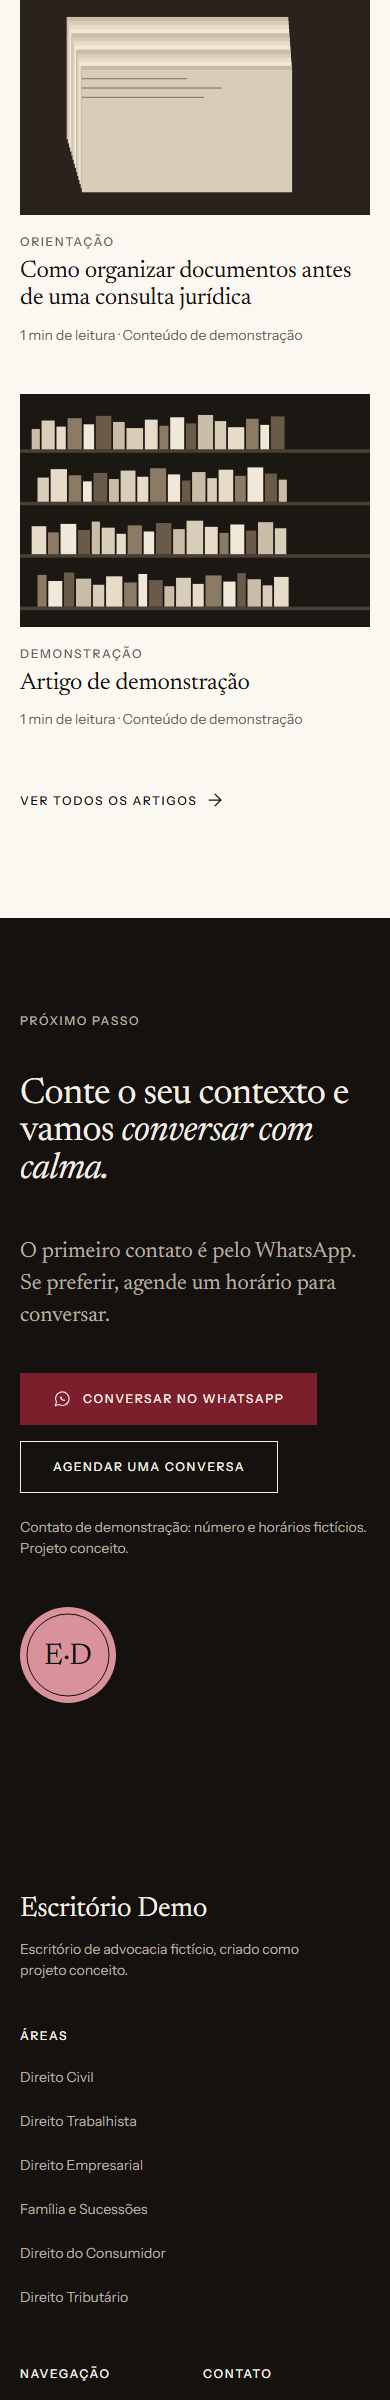 ORIENTAÇÃO
Como organizar documentos antes
de uma consulta jurídica
1 min de leitura · Conteúdo de demonstração
DEMONSTRAÇÃO
Artigo de demonstração
1 min de leitura · Conteúdo de demonstração
VER TODOS OS ARTIGOS
PRÓXIMO PASSO
Conte o seu contexto e
vamos conversar com
calma.
O primeiro contato é pelo WhatsApp.
Se preferir, agende um horário para
conversar.
CONVERSAR NO WHATSAPP
AGENDAR UMA CONVERSA
Contato de demonstração: número e horários fictícios.
Projeto conceito.
E·D
Escritório Demo
Escritório de advocacia fictício, criado como
projeto conceito.
ÁREAS
Direito Civil
Direito Trabalhista
Direito Empresarial
Família e Sucessões
Direito do Consumidor
Direito Tributário
NAVEGAÇÃO
CONTATO